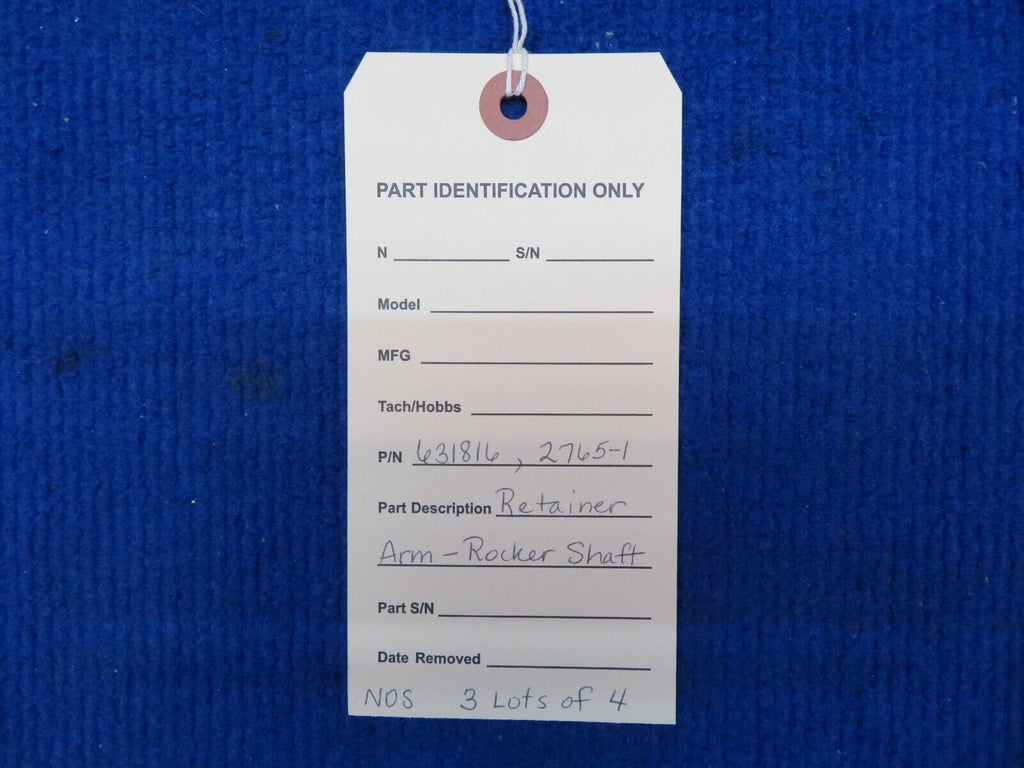 PART IDENTIFICATION ONLY
N S/N
Model
MFG
Tach/Hobbs
P/N 631816, 2765-1
Part Description Retainer
Arm - Rocker Shaft
Part S/N
Date Removed
NOS 3 Lots of 4